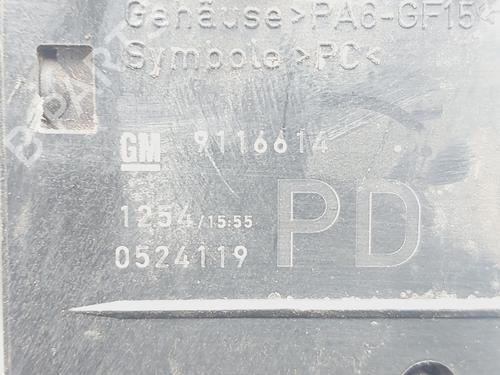 Gehäuse >PA6-GF15<
Symbole >PC<
GM 9116614
1254/15:55
0524119
PD